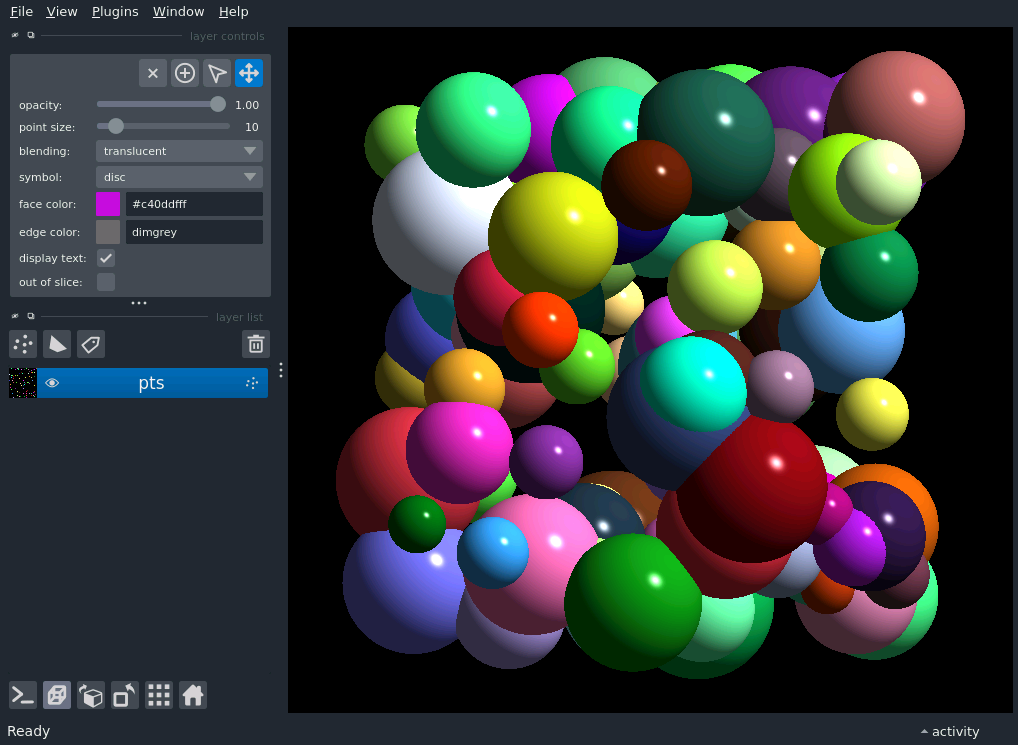 File View Plugins Window Help
layer controls
opacity: 1.00
point size: 10
blending: translucent
symbol: disc
face color: #c40ddfff
edge color: dimgrey
display text:
out of slice:
layer list
pts
Ready
activity